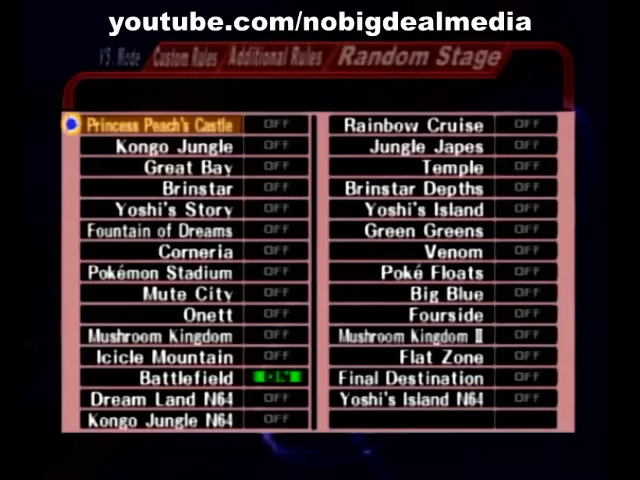 youtube.com/nobigdealmedia
VS. Mode Custom Rules Additional Rules Random Stage
Princess Peach's Castle OFF Rainbow Cruise OFF
Kongo Jungle OFF Jungle Japes OFF
Great Bay OFF Temple OFF
Brinstar OFF Brinstar Depths OFF
Yoshi's Story OFF Yoshi's Island OFF
Fountain of Dreams OFF Green Greens OFF
Corneria OFF Venom OFF
Pokémon Stadium OFF Poké Floats OFF
Mute City OFF Big Blue OFF
Onett OFF Fourside OFF
Mushroom Kingdom OFF Mushroom Kingdom II OFF
Icicle Mountain OFF Flat Zone OFF
Battlefield Final Destination OFF
Dream Land N64 OFF Yoshi's Island N64 OFF
Kongo Jungle N64 OFF